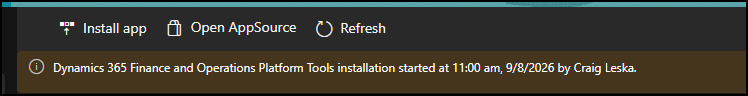 Install app Open AppSource Refresh
Dynamics 365 Finance and Operations Platform Tools installation started at 11:00 am, 9/8/2026 by Craig Leska.